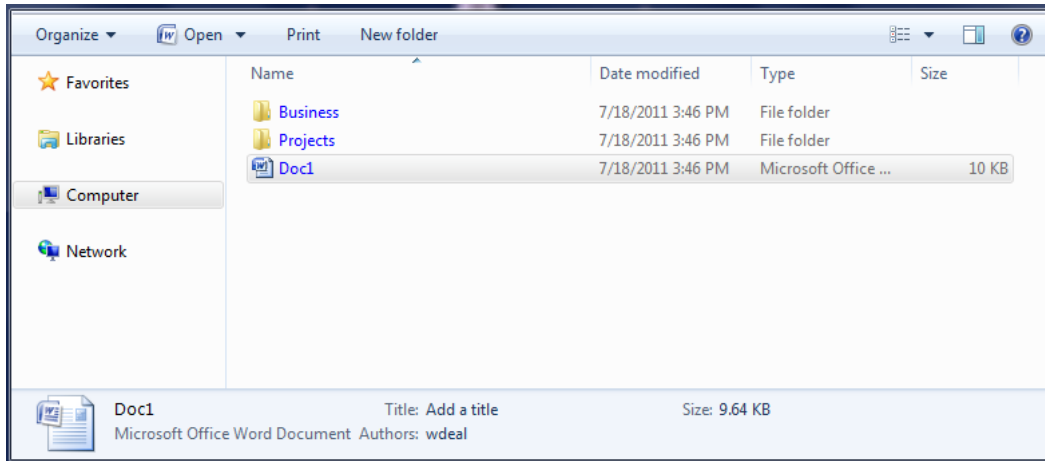 Organize Open Print New folder
Favorites
Libraries
Computer
Network
Name Date modified Type Size
Business 7/18/2011 3:46 PM File folder
Projects 7/18/2011 3:46 PM File folder
Doc1 7/18/2011 3:46 PM Microsoft Office ... 10 KB
Doc1 Title: Add a title Size: 9.64 KB
Microsoft Office Word Document Authors: wdeal